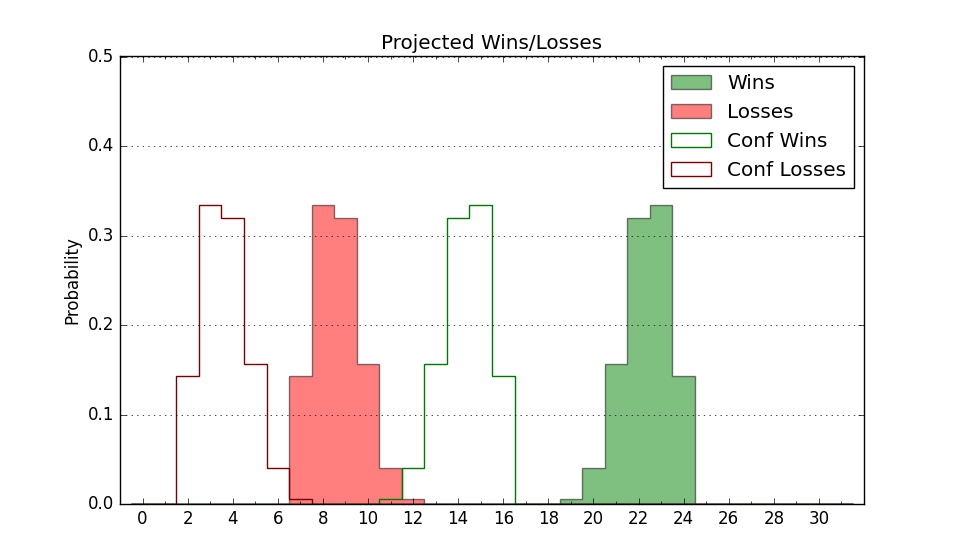 Projected Wins/Losses
0.5
0.4
0.3
0.2
0.1
0.0
Probability
Wins
Losses
Conf Wins
Conf Losses
0 2 4 6 8 10 12 14 16 18 20 22 24 26 28 30